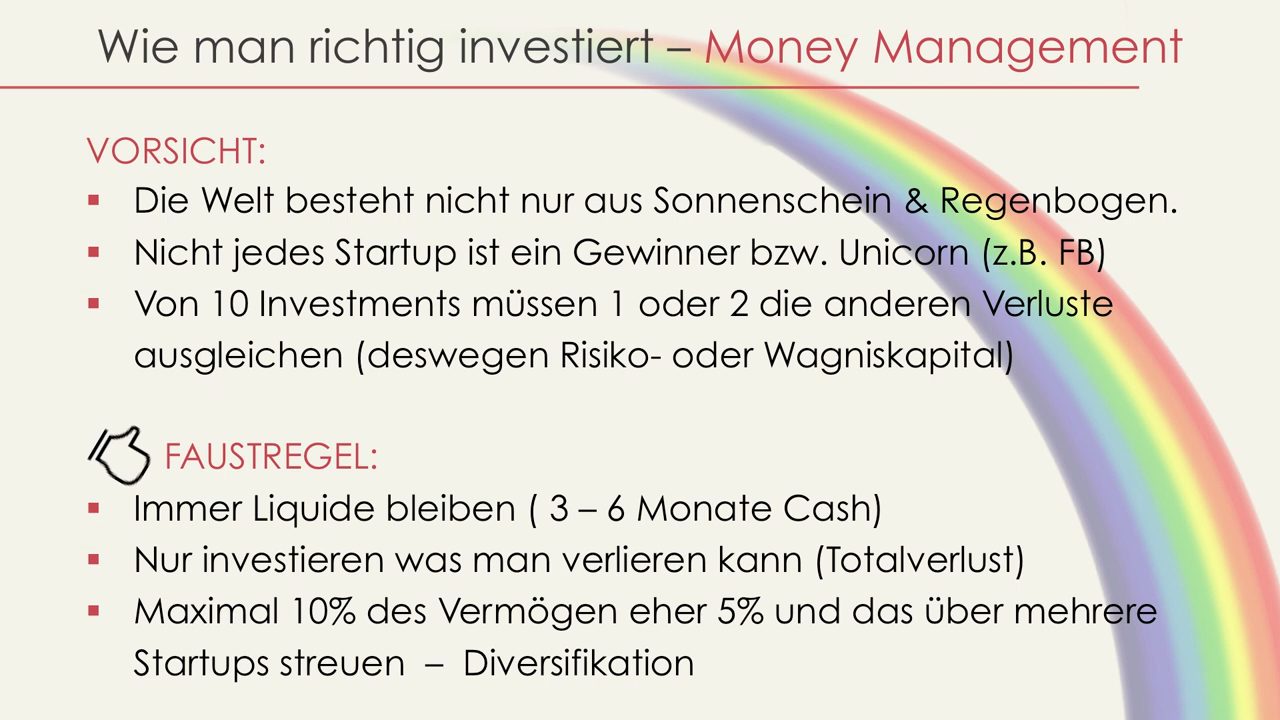 Wie man richtig investiert – Money Management
VORSICHT:
▪ Die Welt besteht nicht nur aus Sonnenschein & Regenbogen.
▪ Nicht jedes Startup ist ein Gewinner bzw. Unicorn (z.B. FB)
▪ Von 10 Investments müssen 1 oder 2 die anderen Verluste
ausgleichen (deswegen Risiko- oder Wagniskapital)
FAUSTREGEL:
▪ Immer Liquide bleiben ( 3 – 6 Monate Cash)
▪ Nur investieren was man verlieren kann (Totalverlust)
▪ Maximal 10% des Vermögen eher 5% und das über mehrere
Startups streuen – Diversifikation